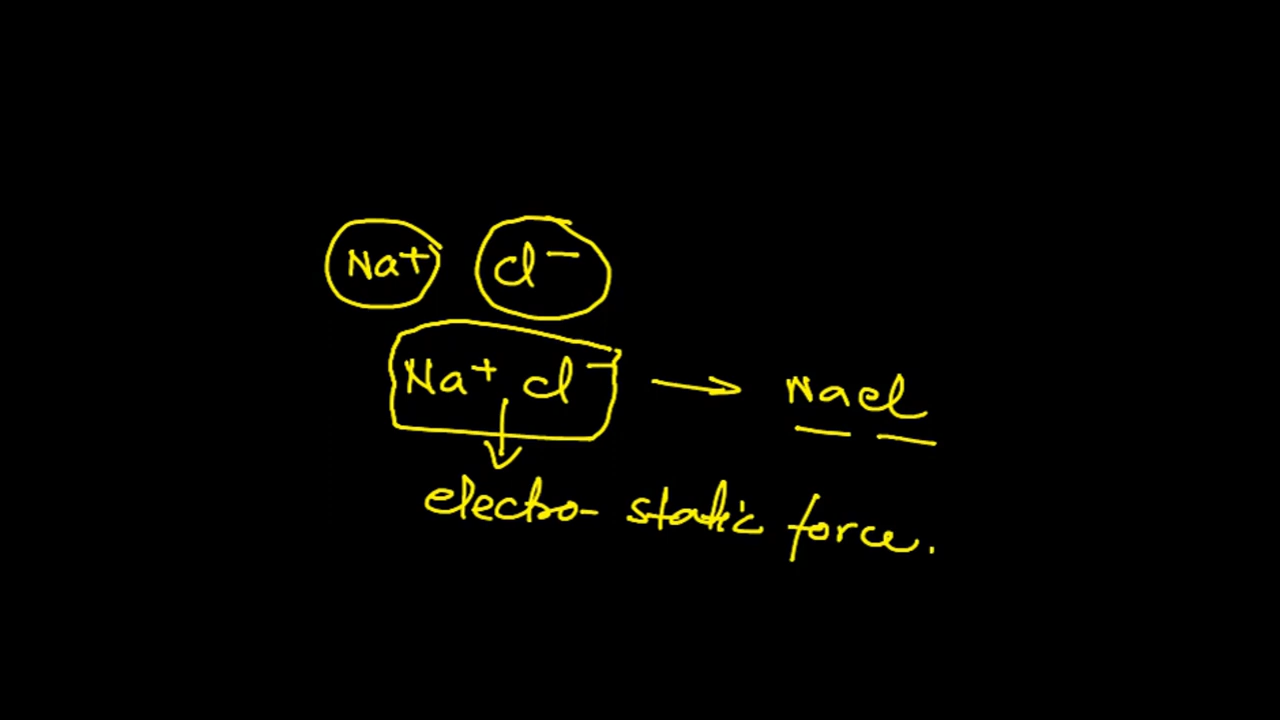 Na+ Cl−
Na+ Cl− → NaCl
electro-static force.